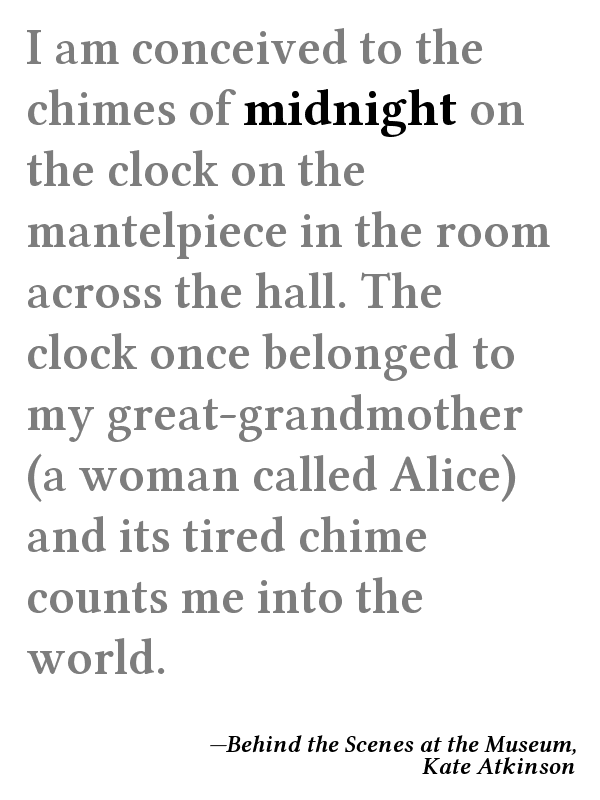 I am conceived to the
chimes of midnight on
the clock on the
mantelpiece in the room
across the hall. The
clock once belonged to
my great-grandmother
(a woman called Alice)
and its tired chime
counts me into the
world.
—Behind the Scenes at the Museum,
Kate Atkinson